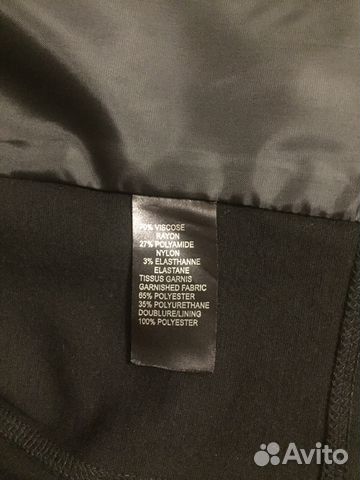 70% VISCOSE
RAYON
27% POLYAMIDE
NYLON
3% ELASTHANNE
ELASTANE
TISSUS GARNIS
GARNISHED FABRIC
65% POLYESTER
35% POLYURETHANE
DOUBLURE/LINING
100% POLYESTER
Avito